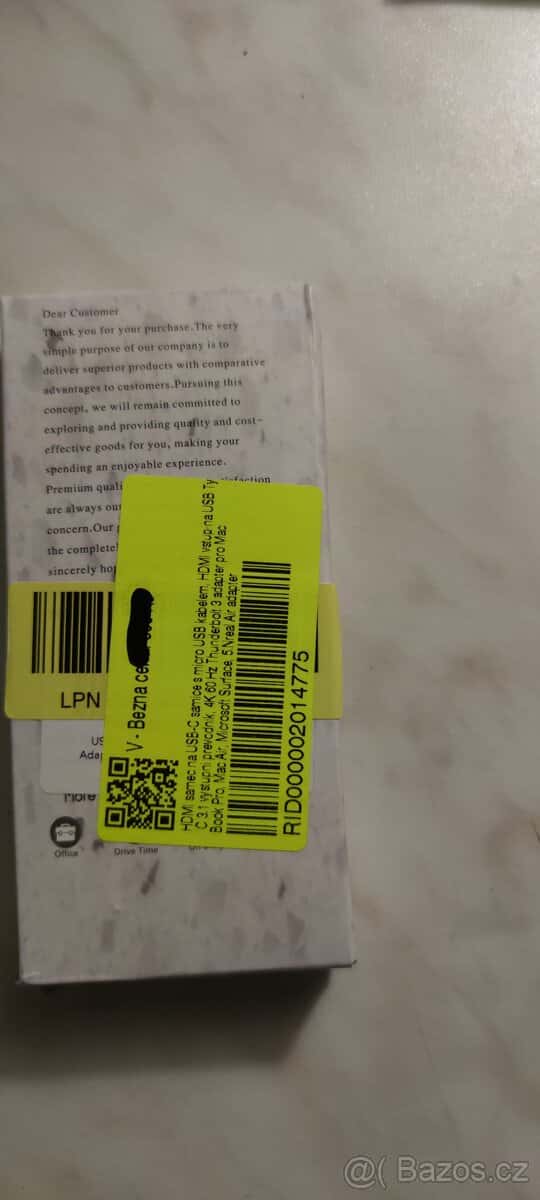 Dear Customer
Thank you for your purchase.The very
simple purpose of our company is to
deliver superior products with comparative
advantages to customers.Pursuing this
concept, we will remain committed to
exploring and providing quality and cost-
effective goods for you, making your
spending an enjoyable experience.
Premium quali
are always ou
concern.Our
the complete
sincerely hop
LPN
Office
Drive Time
V - Bezna
HDMI samec na USB-C samice s micro USB kabelem, HDMI vstup na USB Ty
C 3.1 výstupní převodník, 4K 60 Hz Thunderbolt 3 adaptér pro Mac
Book Pro, Mac Air, Microsoft Surface, 5 Nreal Air adaptér
RID000002014775
@( Bazos.cz